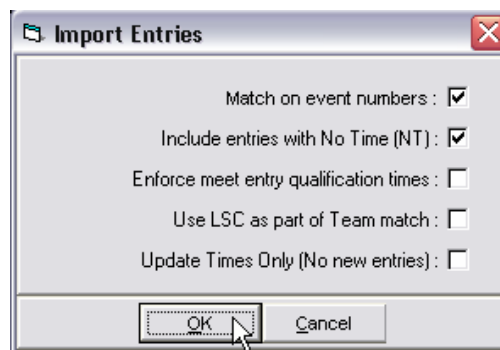 Import Entries
Match on event numbers :
Include entries with No Time (NT) :
Enforce meet entry qualification times :
Use LSC as part of Team match :
Update Times Only (No new entries) :
OK Cancel